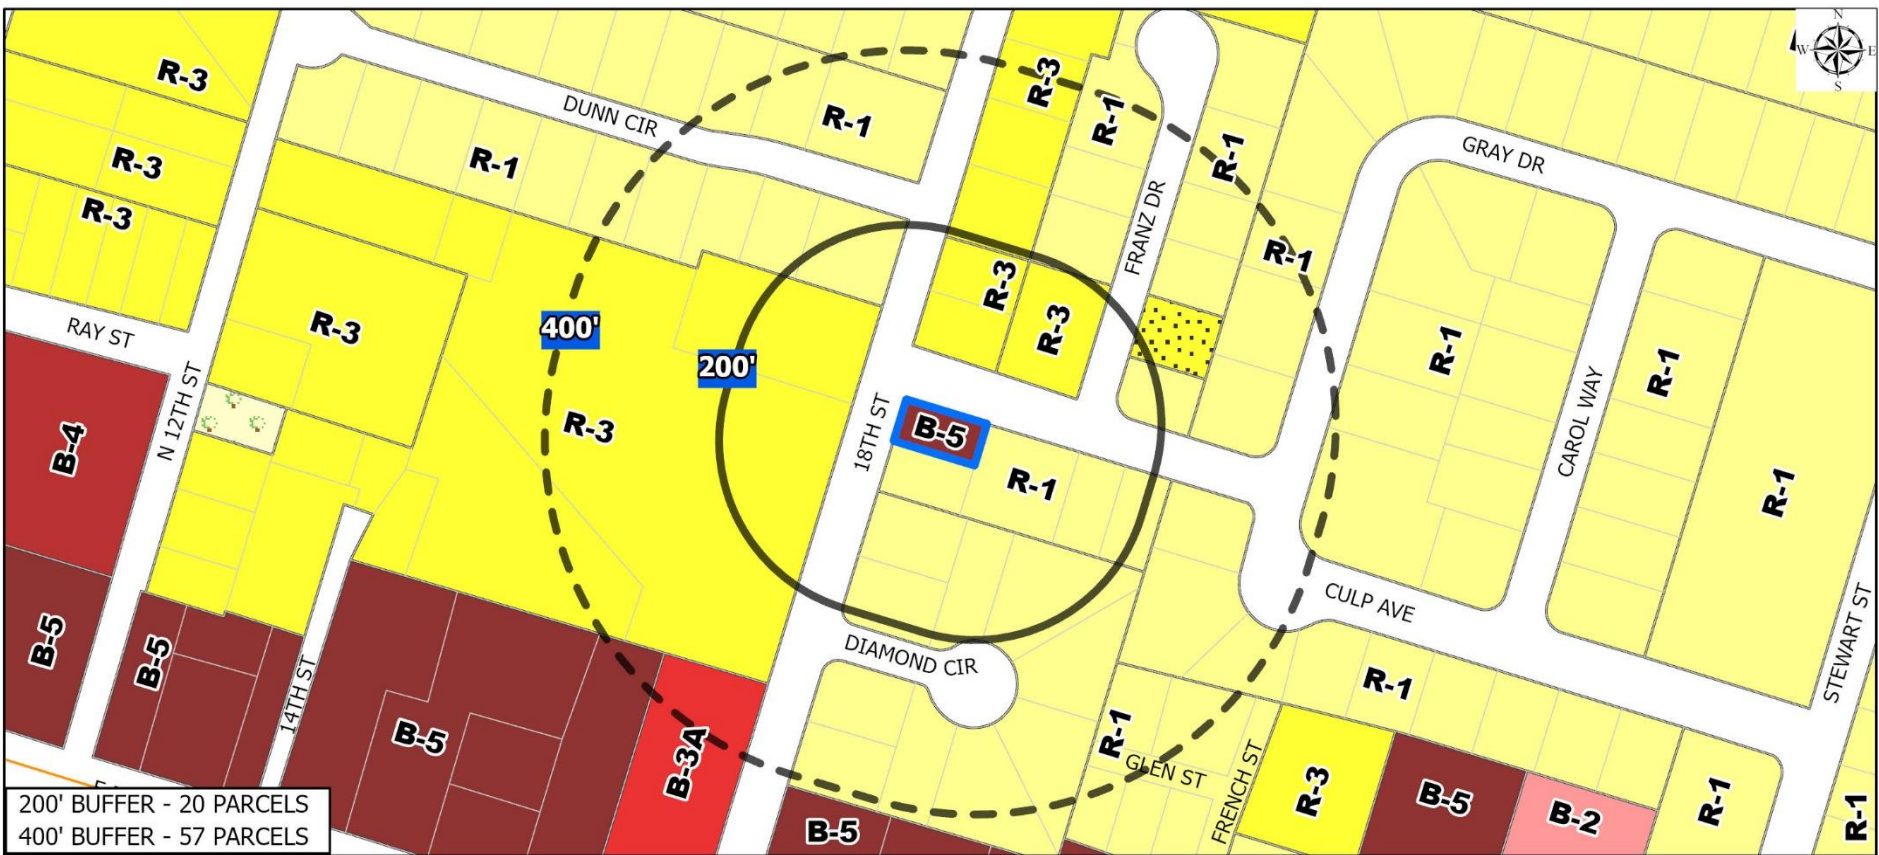 N
W E
S
R-3
R-3
R-3
R-1
DUNN CIR
R-1
R-3
R-1
R-1
R-1
FRANZ DR
GRAY DR
RAY ST
N 12TH ST
R-3
400'
200'
R-3
R-3
R-3
R-1
CAROL WAY
R-1
R-1
B-4
18TH ST
B-5
R-1
B-5
B-5
14TH ST
B-5
B-3A
DIAMOND CIR
CULP AVE
STEWART ST
R-1
R-1
GLEN ST
FRENCH ST
R-3
B-5
B-2
R-1
R-1
B-5
200' BUFFER - 20 PARCELS
400' BUFFER - 57 PARCELS